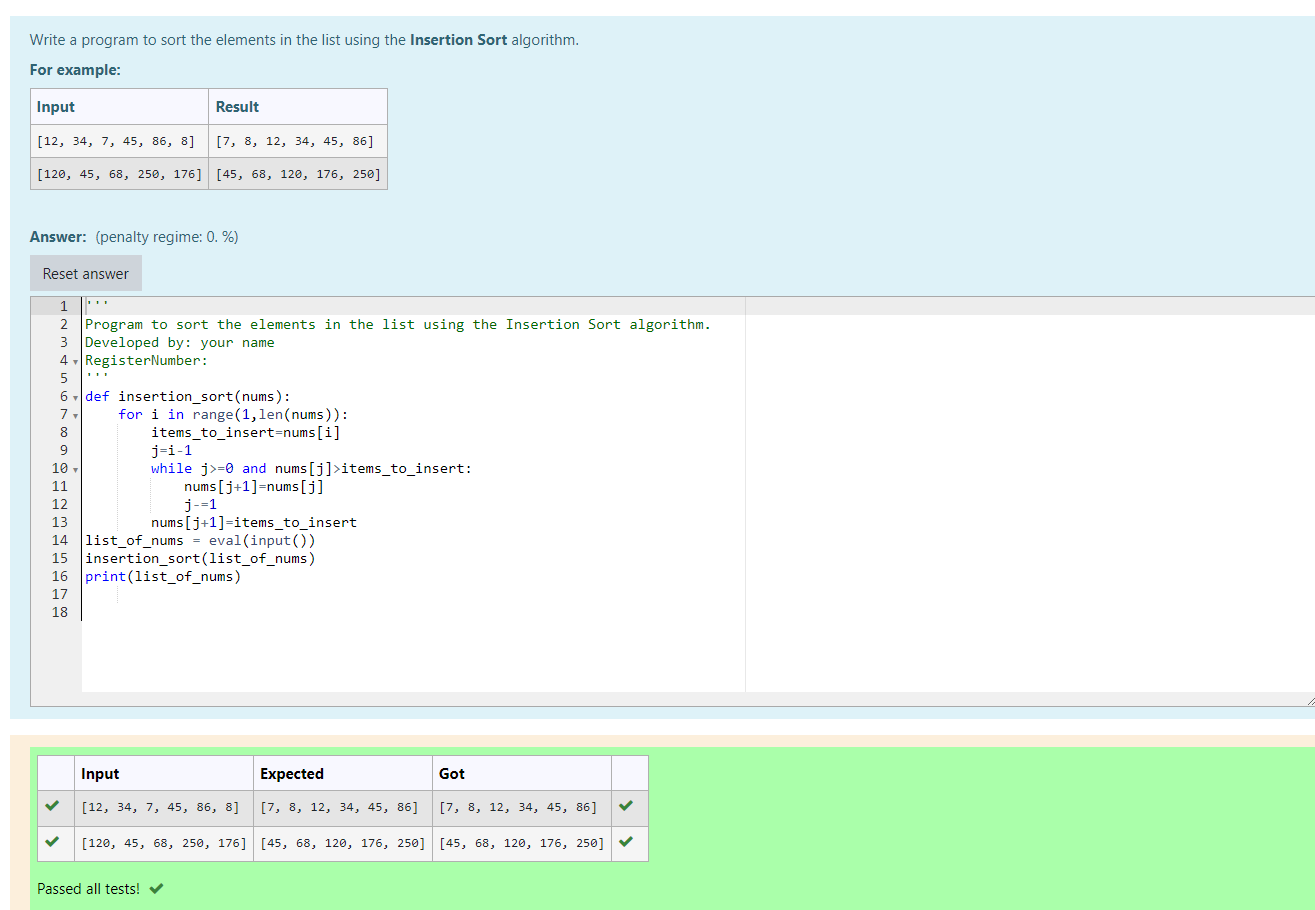 Write a program to sort the elements in the list using the Insertion Sort algorithm.
For example:
Input Result
[12, 34, 7, 45, 86, 8] [7, 8, 12, 34, 45, 86]
[120, 45, 68, 250, 176] [45, 68, 120, 176, 250]
Answer: (penalty regime: 0. %)
Reset answer
1 '''
2 Program to sort the elements in the list using the Insertion Sort algorithm.
3 Developed by: your name
4 RegisterNumber:
5 '''
6 def insertion_sort(nums):
7     for i in range(1,len(nums)):
8         items_to_insert=nums[i]
9         j=i-1
10         while j>=0 and nums[j]>items_to_insert:
11             nums[j+1]=nums[j]
12             j-=1
13         nums[j+1]=items_to_insert
14 list_of_nums = eval(input())
15 insertion_sort(list_of_nums)
16 print(list_of_nums)
17
18
Input Expected Got
[12, 34, 7, 45, 86, 8] [7, 8, 12, 34, 45, 86] [7, 8, 12, 34, 45, 86]
[120, 45, 68, 250, 176] [45, 68, 120, 176, 250] [45, 68, 120, 176, 250]
Passed all tests!